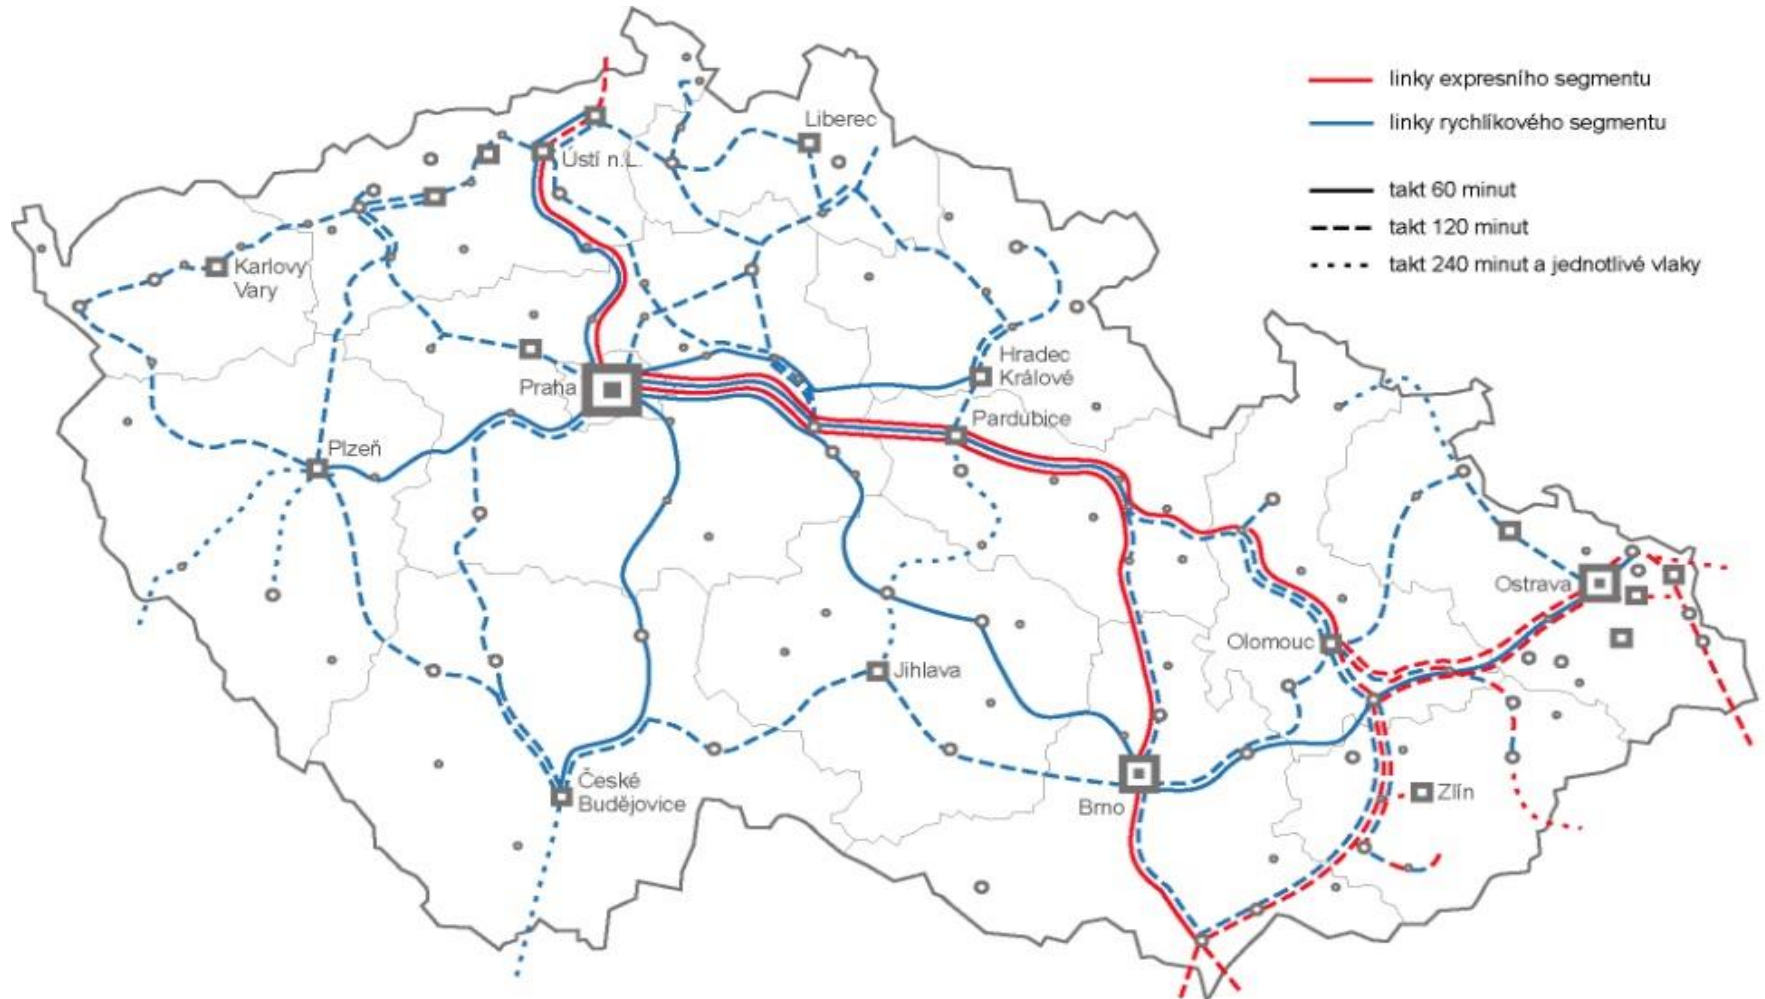 linky expresního segmentu
linky rychlíkového segmentu
takt 60 minut
takt 120 minut
takt 240 minut a jednotlivé vlaky
Liberec
Ústí n.L.
Karlovy
Vary
Praha
Hradec
Králové
Pardubice
Plzeň
Ostrava
Olomouc
Jihlava
České
Budějovice
Brno
Zlín